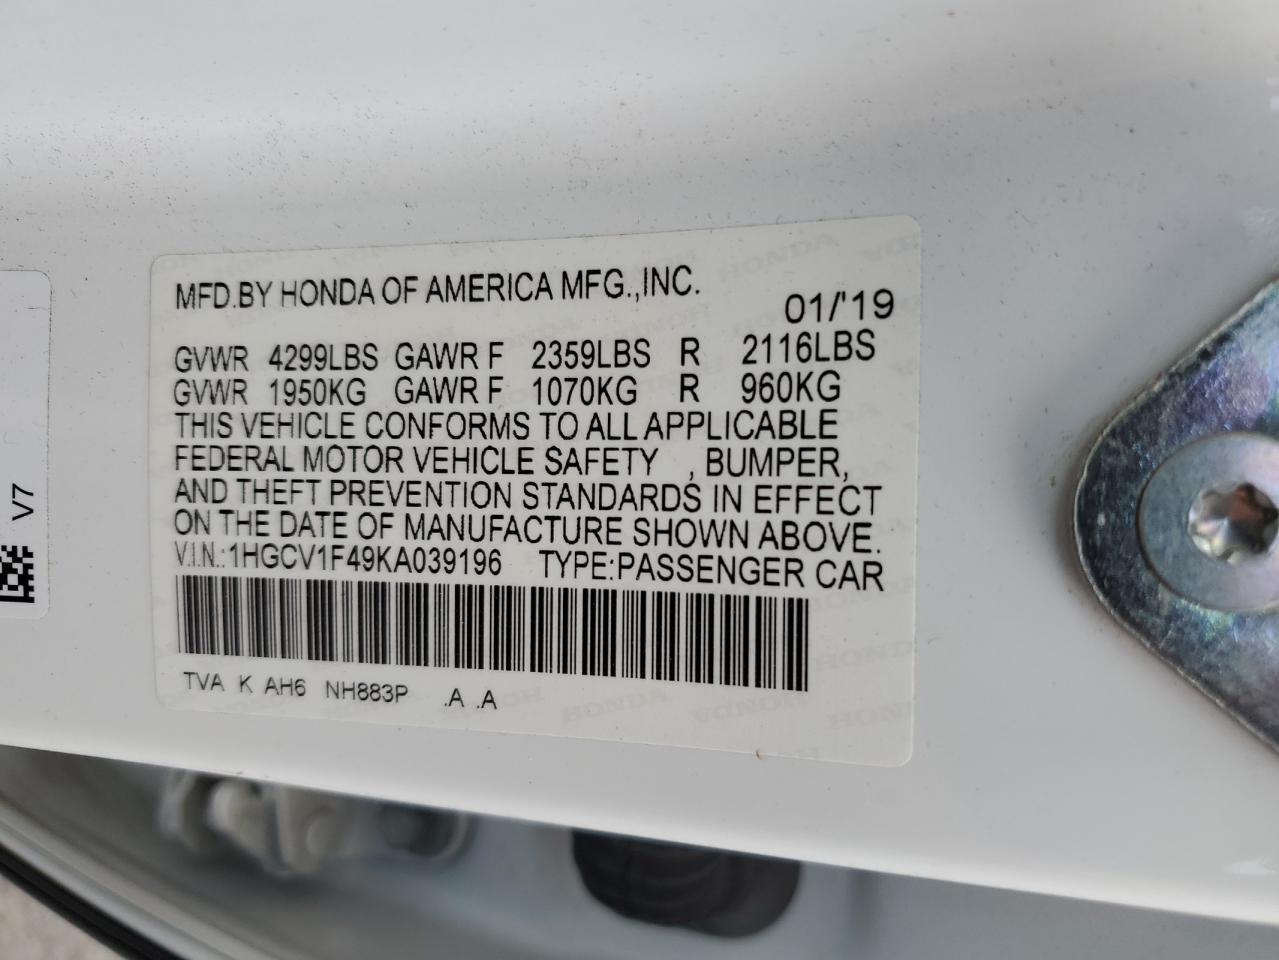 MFD.BY HONDA OF AMERICA MFG.,INC.
01/'19
GVWR 4299LBS GAWR F 2359LBS R 2116LBS
GVWR 1950KG GAWR F 1070KG R 960KG
THIS VEHICLE CONFORMS TO ALL APPLICABLE
FEDERAL MOTOR VEHICLE SAFETY , BUMPER,
AND THEFT PREVENTION STANDARDS IN EFFECT
ON THE DATE OF MANUFACTURE SHOWN ABOVE.
V.I.N.:1HGCV1F49KA039196 TYPE:PASSENGER CAR
TVA K AH6 NH883P .A .A
V7